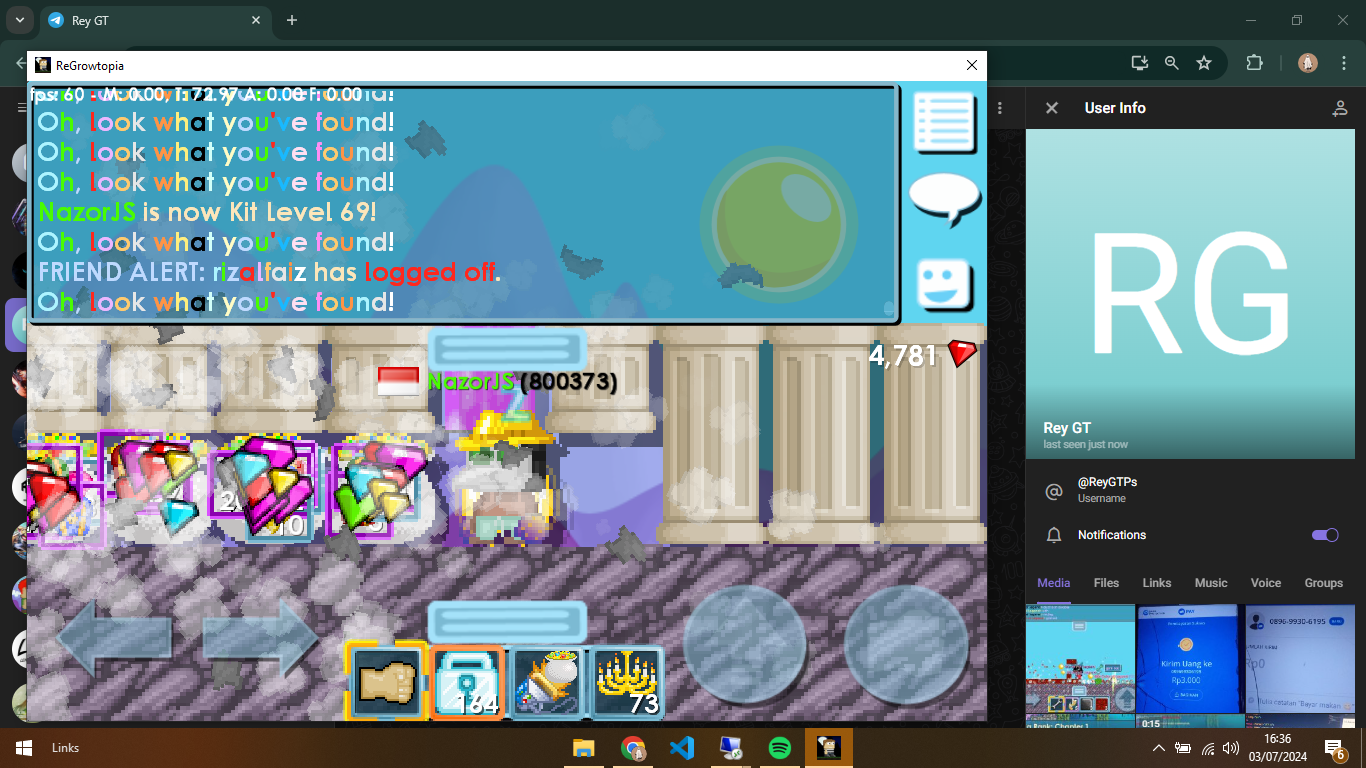 Rey GT
ReGrowtopia
fps: 60 - M: 0.00, T: 72.97 A: 0.00 F: 0.00
Oh, look what you've found!
Oh, look what you've found!
Oh, look what you've found!
NazorJS is now Kit Level 69!
Oh, look what you've found!
FRIEND ALERT: rizalfaiz has logged off.
Oh, look what you've found!
4,781
NazorJS (800373)
10
164
73
User Info
RG
Rey GT
last seen just now
@ReyGTPs
Username
Notifications
Media
Files
Links
Music
Voice
Groups
PAY
Kirim Uang ke
Rp3.000
0896-9930-6195
Rp0
0:15
Links
16:36
03/07/2024
6